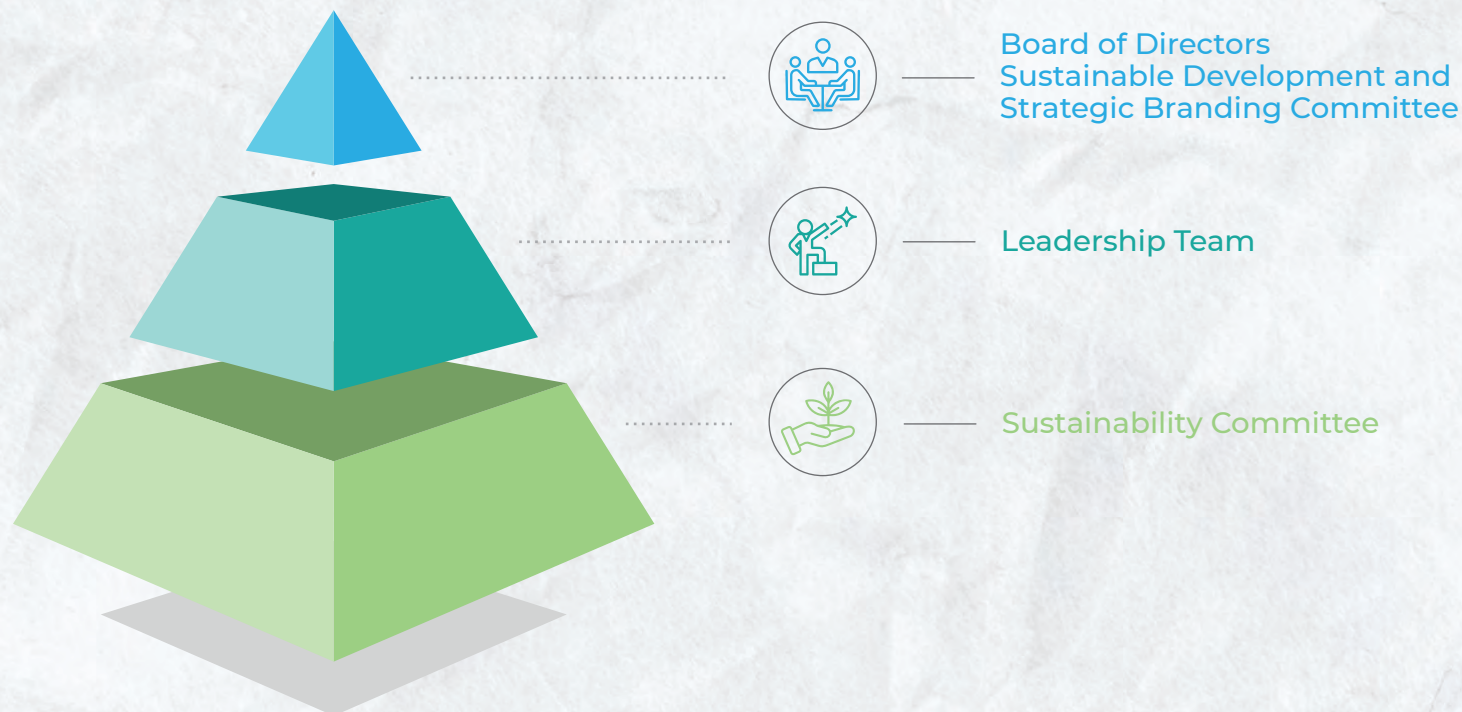 Board of Directors
Sustainable Development and
Strategic Branding Committee
Leadership Team
Sustainability Committee